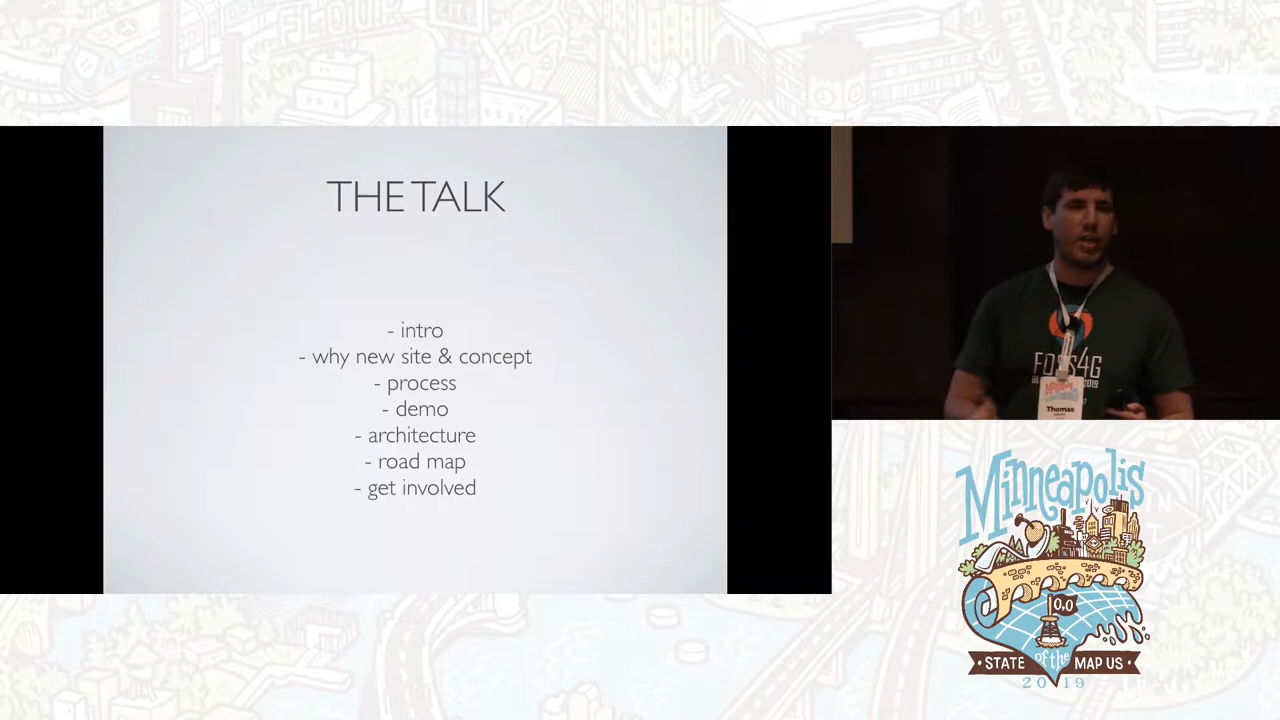 THE TALK
- intro
- why new site & concept
- process
- demo
- architecture
- road map
- get involved
FOSS4G
Thomas
Minneapolis
0,0
STATE of the MAP US
2019